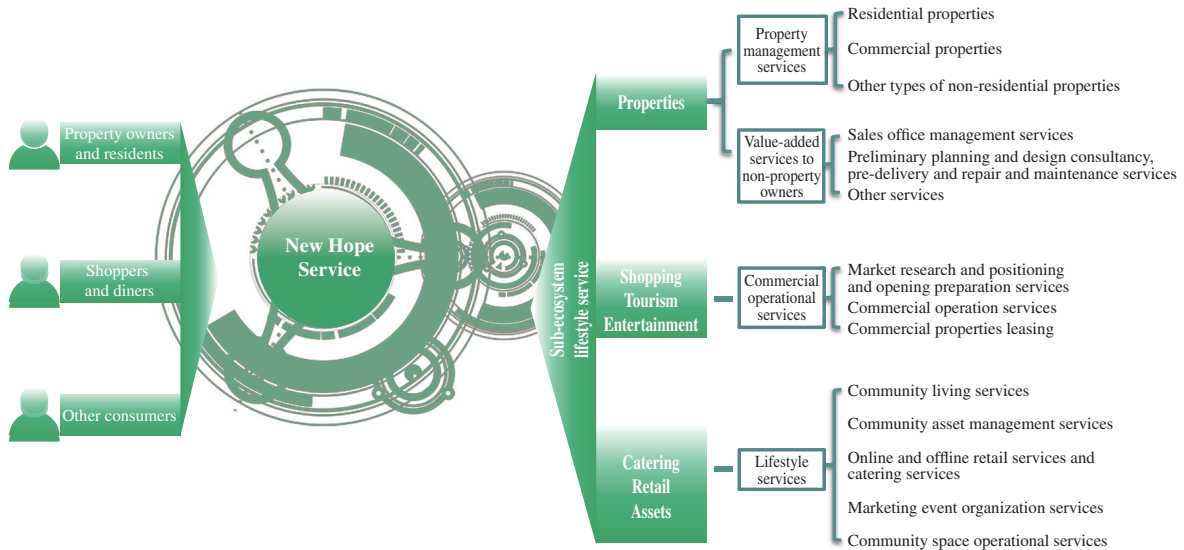 Property owners
and residents
Shoppers
and diners
Other consumers
New Hope
Service
Sub-ecosystem
lifestyle service
Properties
Property
management
services
Residential properties
Commercial properties
Other types of non-residential properties
Value-added
services to
non-property
owners
Sales office management services
Preliminary planning and design consultancy,
pre-delivery and repair and maintenance services
Other services
Shopping
Tourism
Entertainment
Commercial
operational
services
Market research and positioning
and opening preparation services
Commercial operation services
Commercial properties leasing
Catering
Retail
Assets
Lifestyle
services
Community living services
Community asset management services
Online and offline retail services and
catering services
Marketing event organization services
Community space operational services